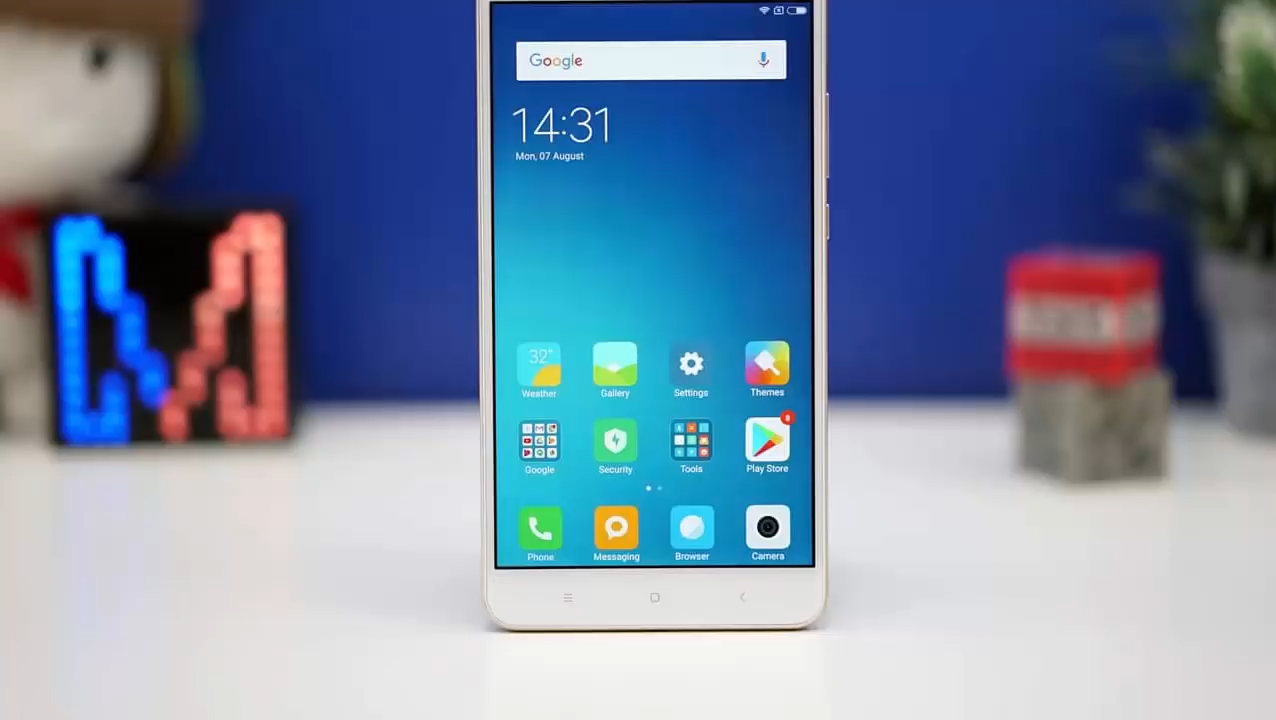 Google
14:31
Mon, 07 August
32°
Weather
Gallery
Settings
Themes
8
Google
Security
Tools
Play Store
Phone
Messaging
Browser
Camera